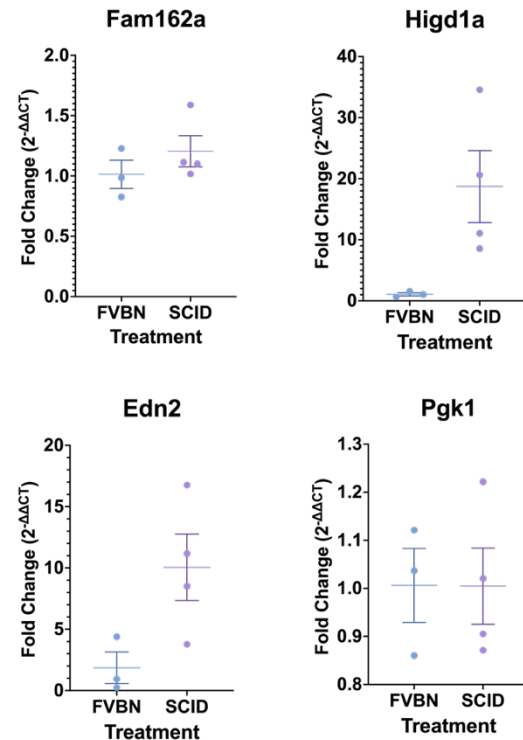 Fam162a
Fold Change (2-ΔΔCT)
2.0
1.5
1.0
0.5
0.0
FVBN SCID
Treatment
Higd1a
Fold Change (2-ΔΔCT)
40
30
20
10
0
FVBN SCID
Treatment
Edn2
Fold Change (2-ΔΔCT)
20
15
10
5
0
FVBN SCID
Treatment
Pgk1
Fold Change (2-ΔΔCT)
1.3
1.2
1.1
1.0
0.9
0.8
FVBN SCID
Treatment